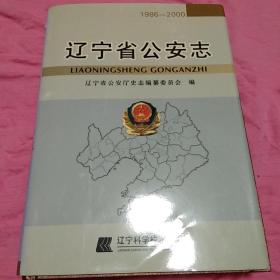 1986—2000
辽宁省公安志
LIAONINGSHENG GONGANZHI
辽宁省公安厅史志编纂委员会 编
辽宁科学技